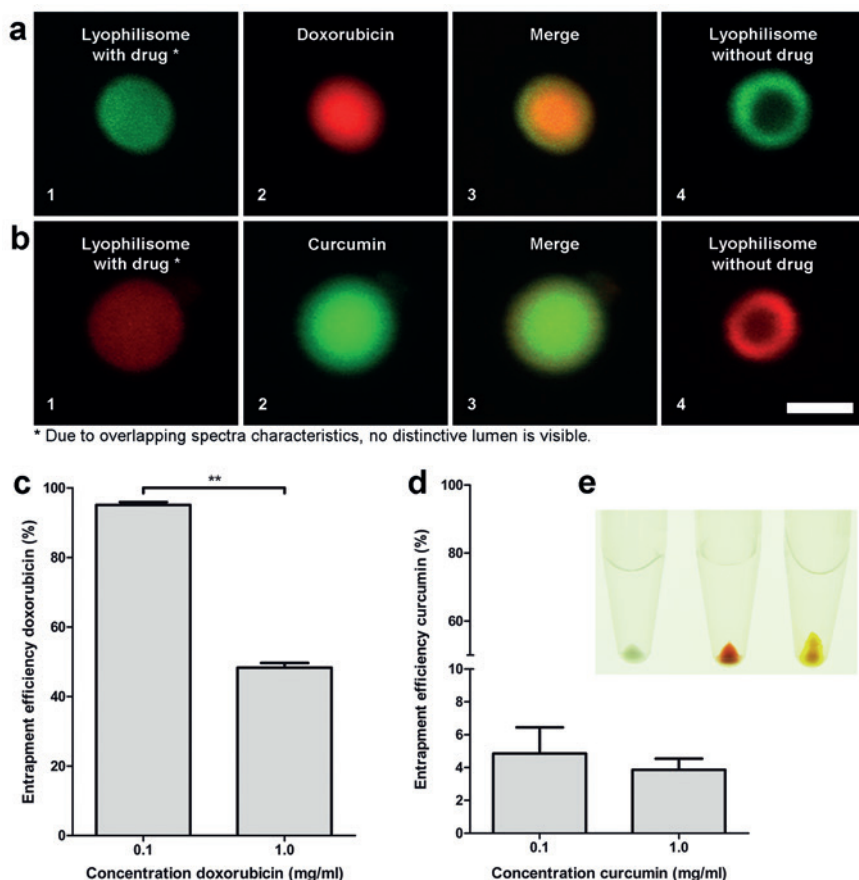 a
Lyophilisome
with drug *
Doxorubicin
Merge
Lyophilisome
without drug
1
2
3
4
b
Lyophilisome
with drug *
Curcumin
Merge
Lyophilisome
without drug
1
2
3
4
* Due to overlapping spectra characteristics, no distinctive lumen is visible.
c
Entrapment efficiency doxorubicin (%)
100
80
60
40
20
0
**
0.1
1.0
Concentration doxorubicin (mg/ml)
d
Entrapment efficiency curcumin (%)
100
80
60
10
8
6
4
2
0
0.1
1.0
Concentration curcumin (mg/ml)
e